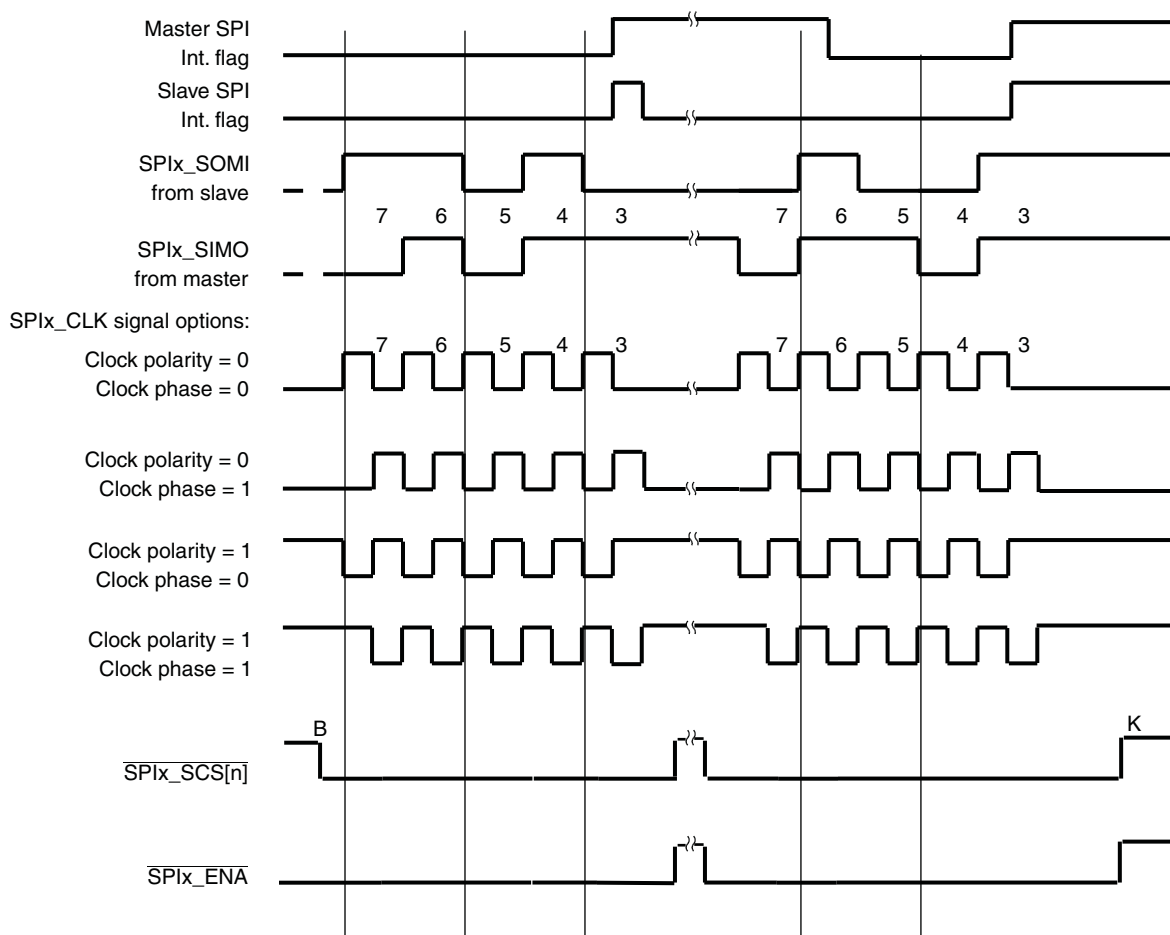 Master SPI
Int. flag
Slave SPI
Int. flag
SPIx_SOMI
from slave
7 6 5 4 3 7 6 5 4 3
SPIx_SIMO
from master
SPIx_CLK signal options:
7 6 5 4 3 7 6 5 4 3
Clock polarity = 0
Clock phase = 0
Clock polarity = 0
Clock phase = 1
Clock polarity = 1
Clock phase = 0
Clock polarity = 1
Clock phase = 1
B K
SPIx_SCS[n]
SPIx_ENA